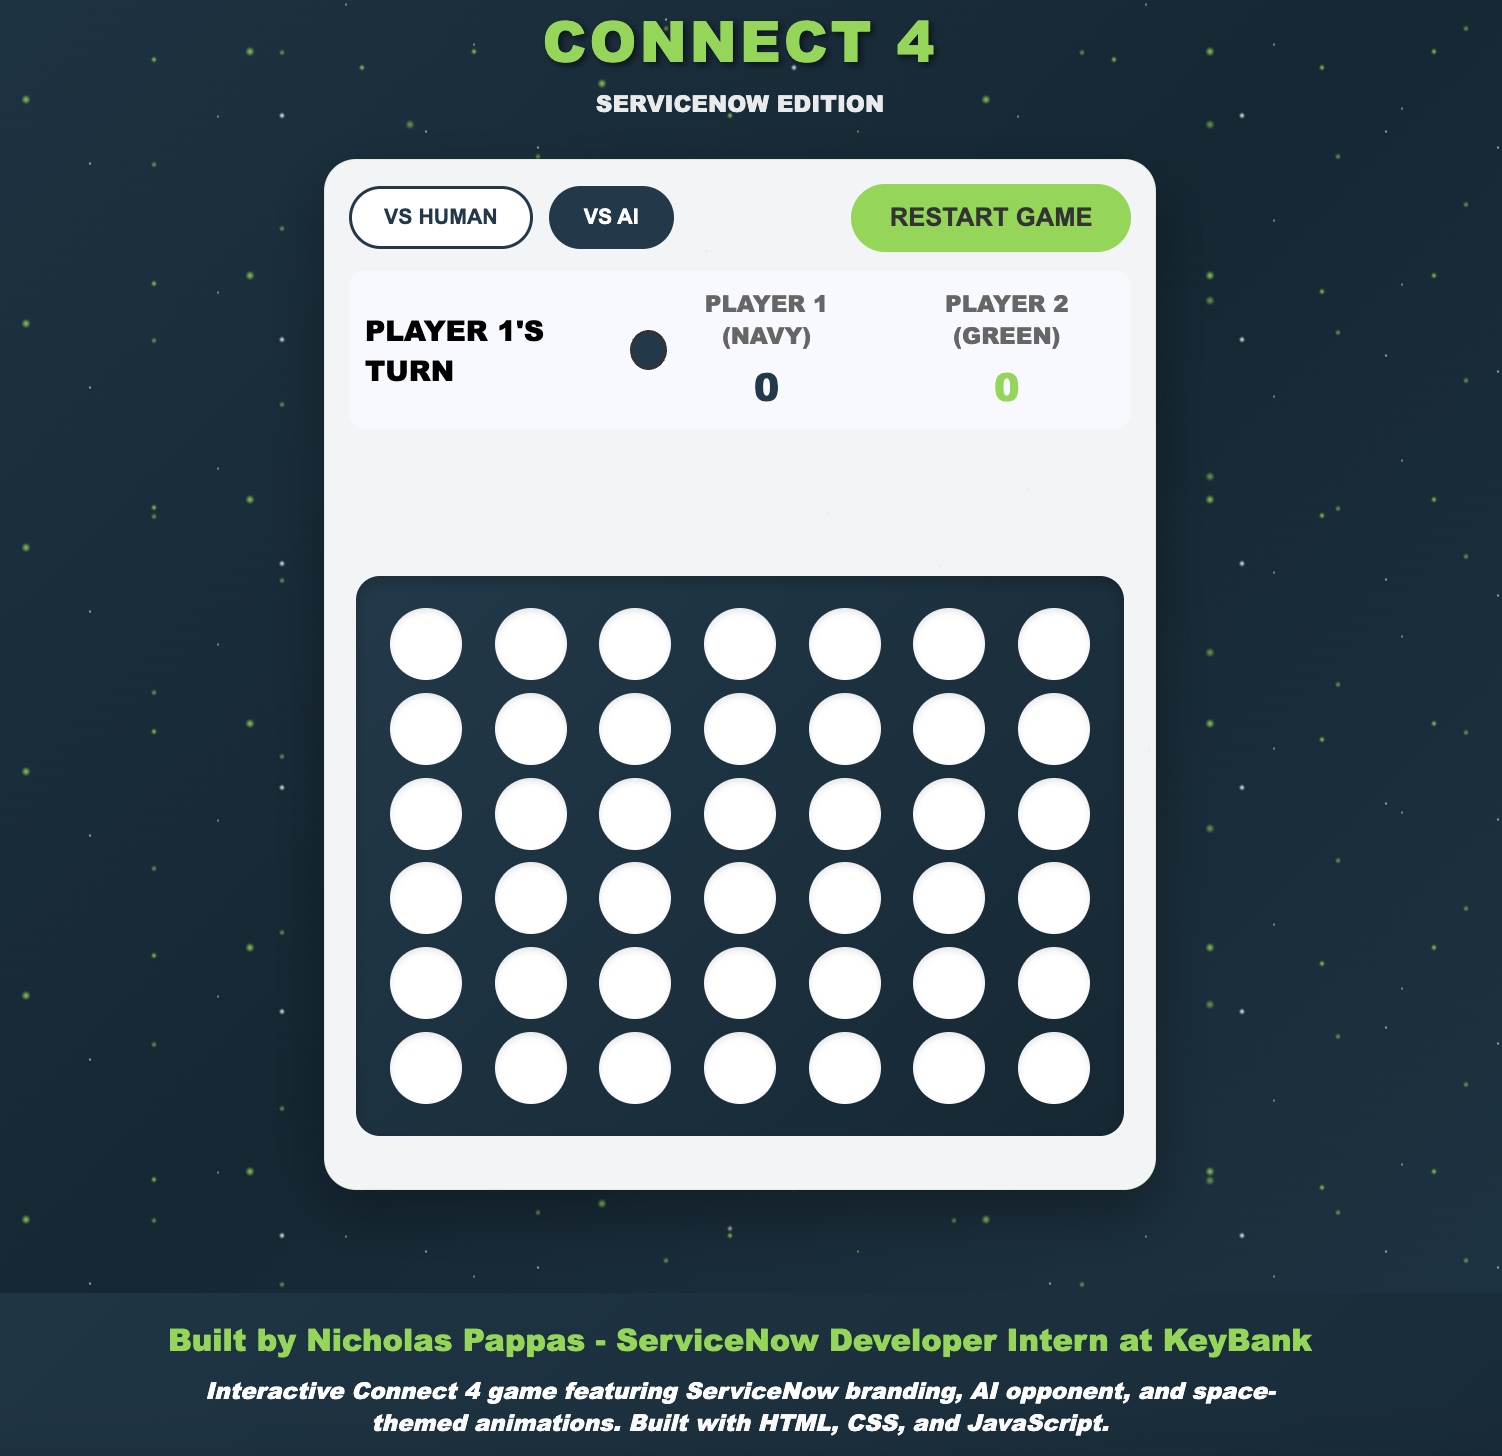 CONNECT 4
SERVICENOW EDITION
VS HUMAN
VS AI
RESTART GAME
PLAYER 1'S
TURN
PLAYER 1
(NAVY)
0
PLAYER 2
(GREEN)
0
Built by Nicholas Pappas - ServiceNow Developer Intern at KeyBank
Interactive Connect 4 game featuring ServiceNow branding, AI opponent, and space-
themed animations. Built with HTML, CSS, and JavaScript.